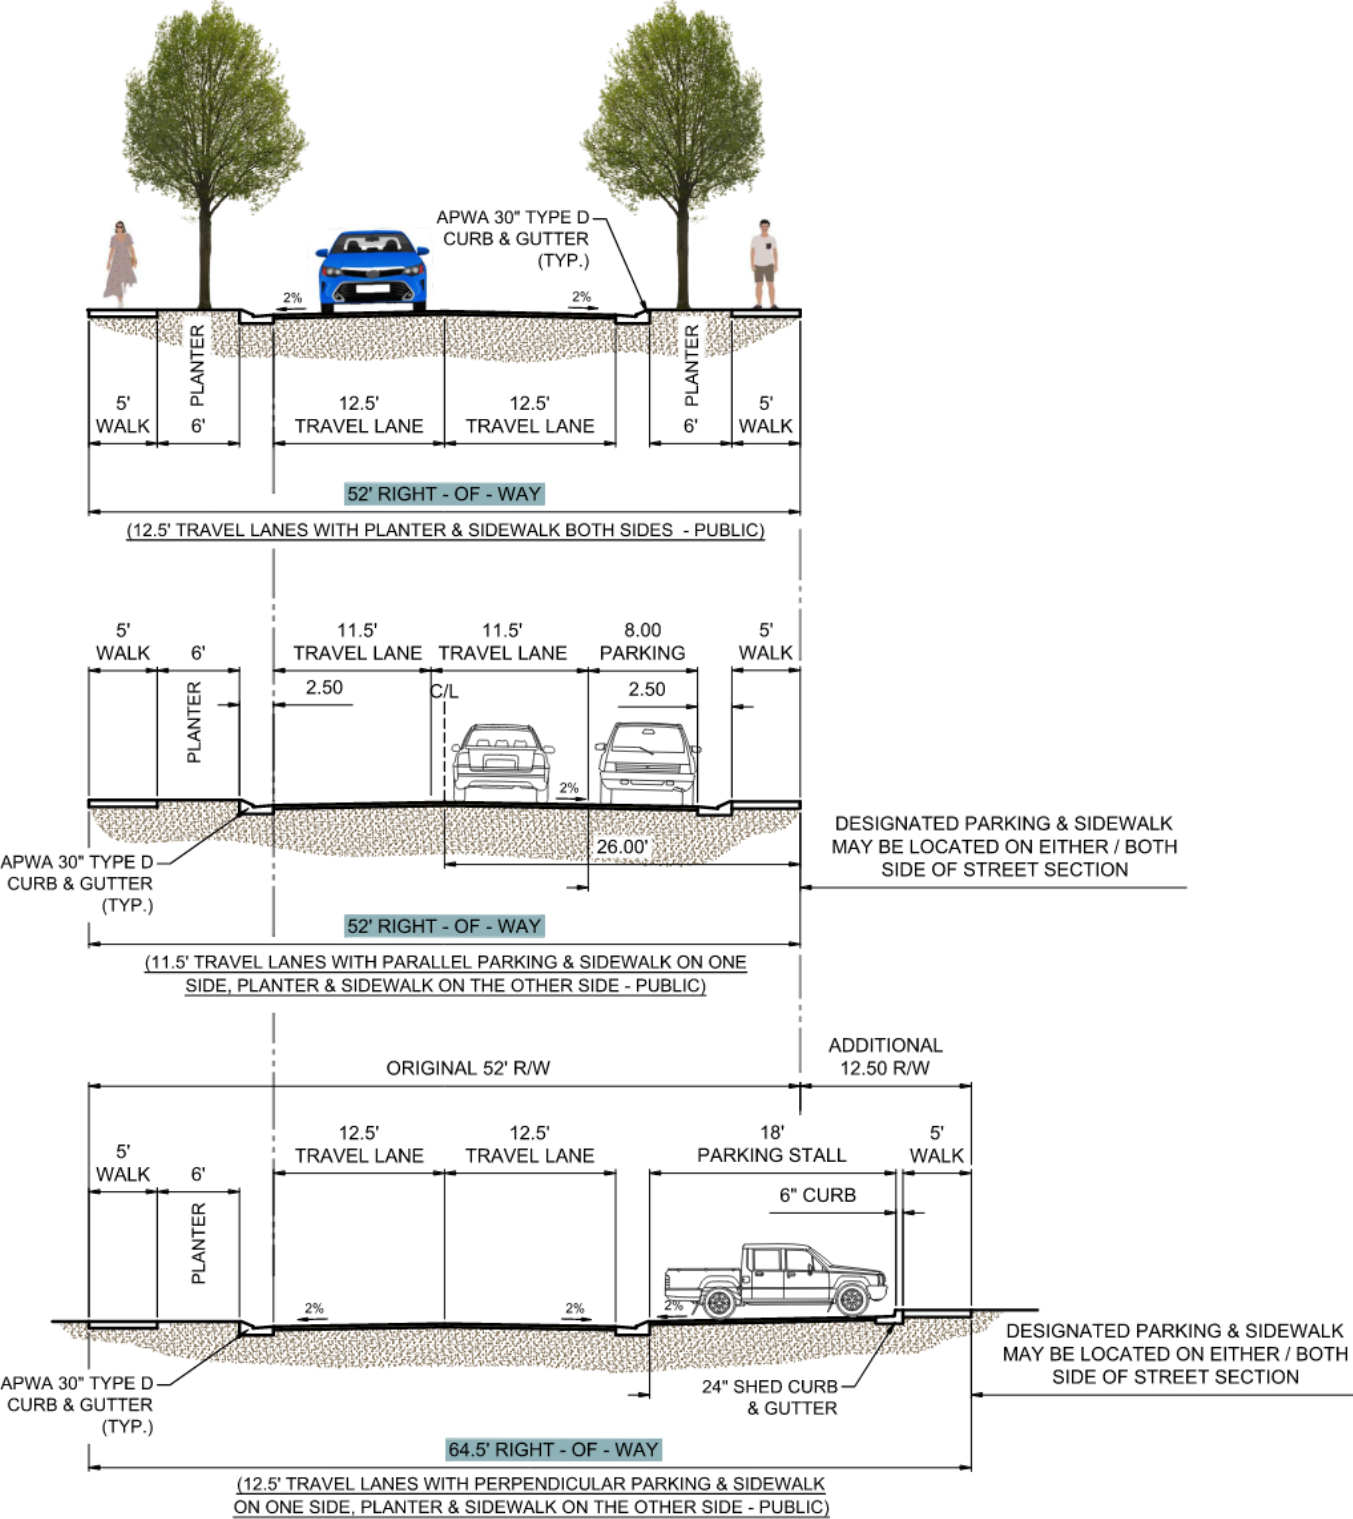 APWA 30" TYPE D
CURB & GUTTER
(TYP.)
2%
2%
PLANTER
PLANTER
5'
WALK
6'
12.5'
TRAVEL LANE
12.5'
TRAVEL LANE
6'
5'
WALK
52' RIGHT - OF - WAY
(12.5' TRAVEL LANES WITH PLANTER & SIDEWALK BOTH SIDES - PUBLIC)
5'
WALK
6'
11.5'
TRAVEL LANE
11.5'
TRAVEL LANE
8.00
PARKING
5'
WALK
PLANTER
2.50
C/L
2.50
2%
26.00'
APWA 30" TYPE D
CURB & GUTTER
(TYP.)
DESIGNATED PARKING & SIDEWALK
MAY BE LOCATED ON EITHER / BOTH
SIDE OF STREET SECTION
52' RIGHT - OF - WAY
(11.5' TRAVEL LANES WITH PARALLEL PARKING & SIDEWALK ON ONE
SIDE, PLANTER & SIDEWALK ON THE OTHER SIDE - PUBLIC)
ORIGINAL 52' R/W
ADDITIONAL
12.50 R/W
5'
WALK
6'
12.5'
TRAVEL LANE
12.5'
TRAVEL LANE
18'
PARKING STALL
5'
WALK
6" CURB
PLANTER
2%
2%
2%
APWA 30" TYPE D
CURB & GUTTER
(TYP.)
24" SHED CURB
& GUTTER
DESIGNATED PARKING & SIDEWALK
MAY BE LOCATED ON EITHER / BOTH
SIDE OF STREET SECTION
64.5' RIGHT - OF - WAY
(12.5' TRAVEL LANES WITH PERPENDICULAR PARKING & SIDEWALK
ON ONE SIDE, PLANTER & SIDEWALK ON THE OTHER SIDE - PUBLIC)